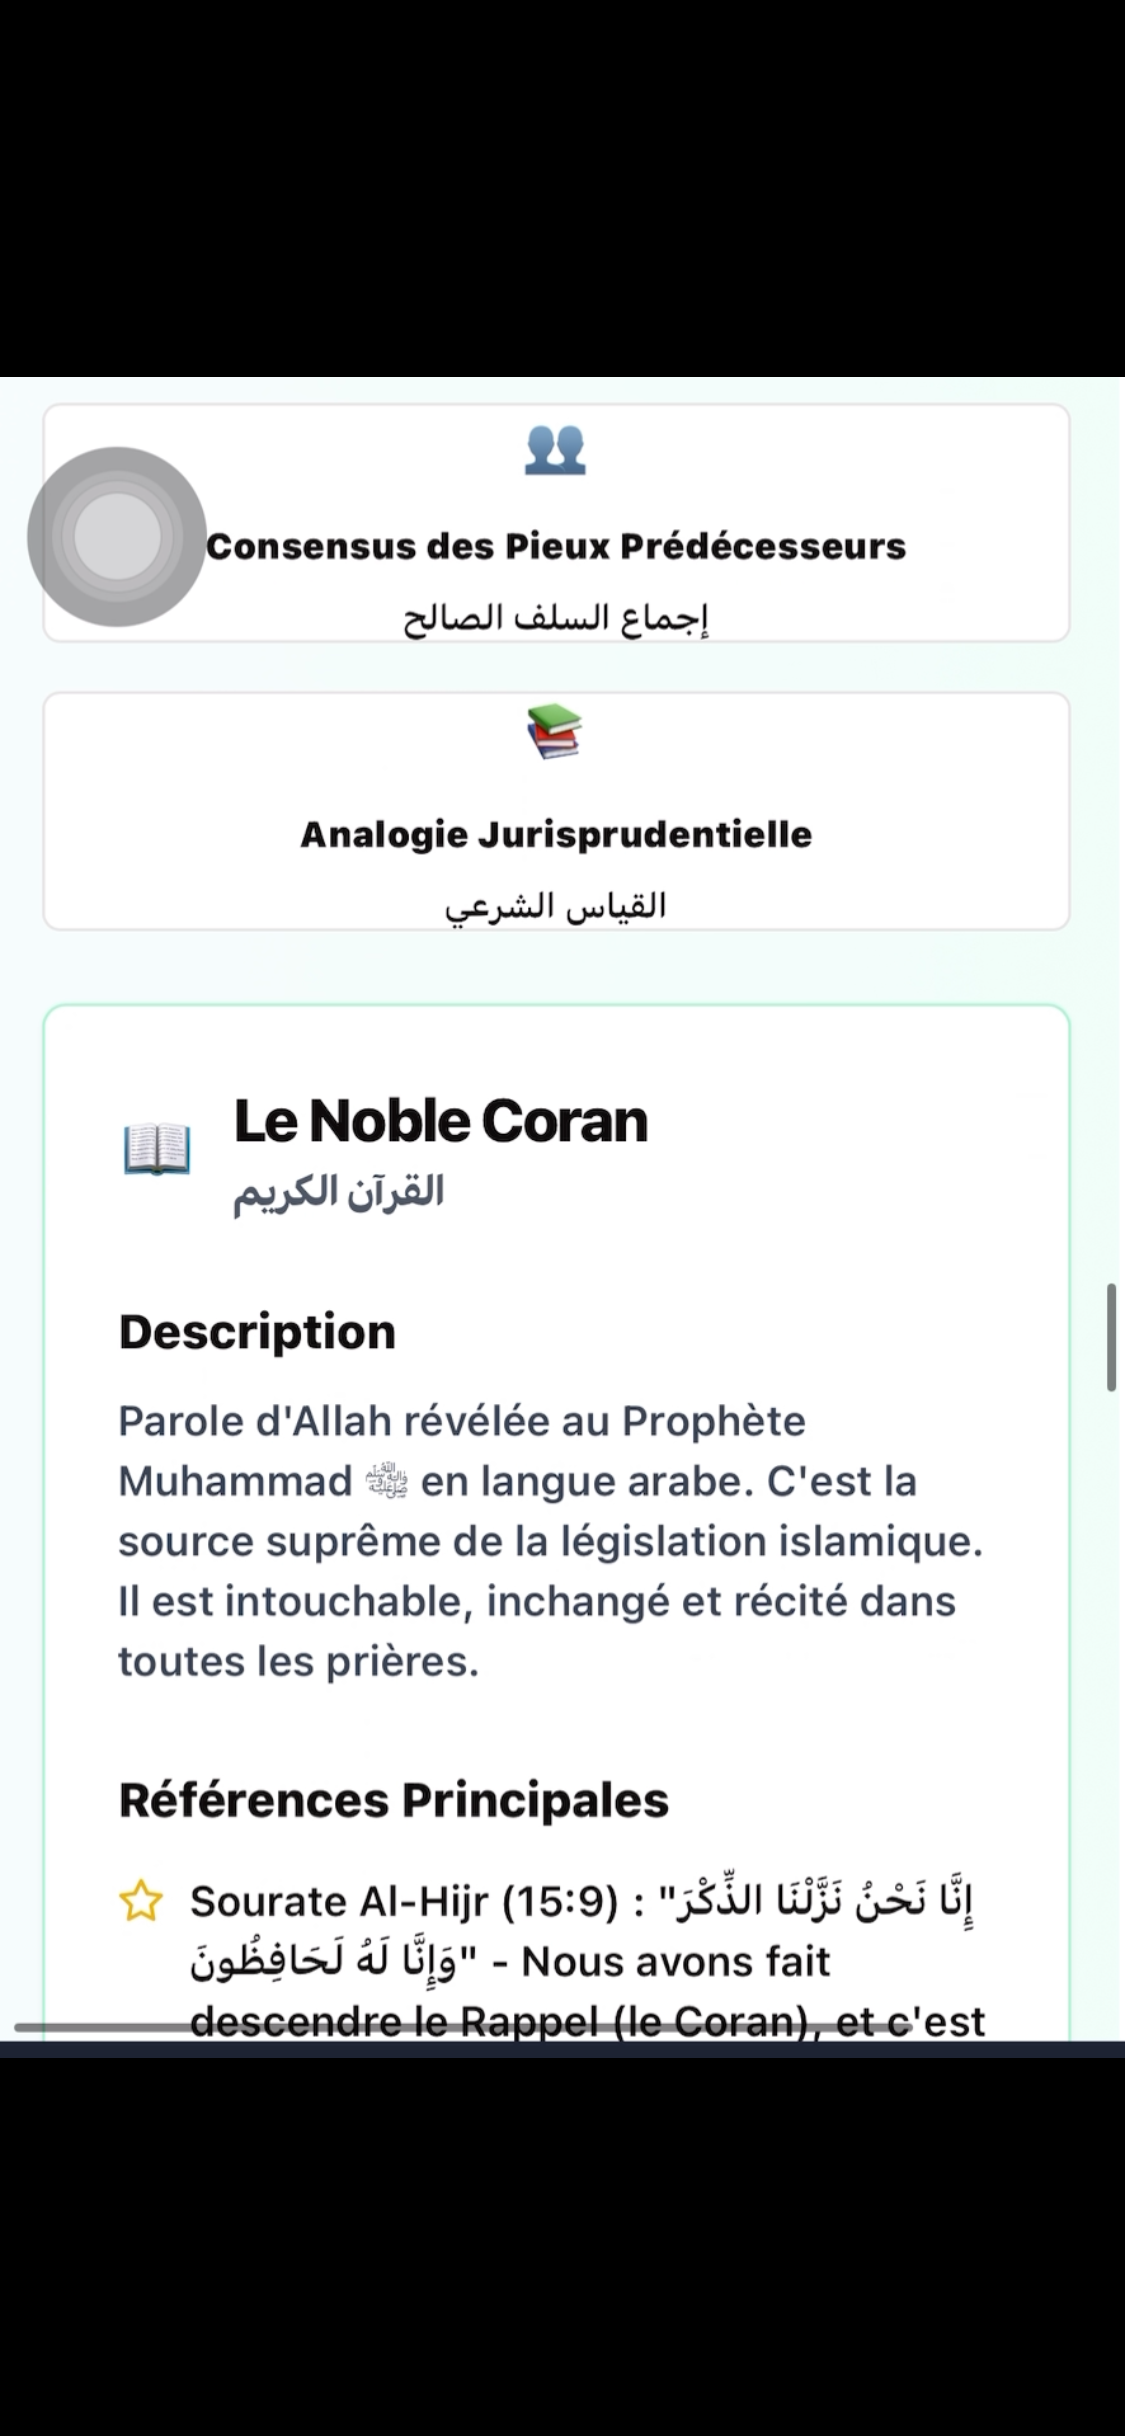 Consensus des Pieux Prédécesseurs
إجماع السلف الصالح
Analogie Jurisprudentielle
القياس الشرعي
Le Noble Coran
القرآن الكريم
Description
Parole d'Allah révélée au Prophète
Muhammad ﷺ en langue arabe. C'est la
source suprême de la législation islamique.
Il est intouchable, inchangé et récité dans
toutes les prières.
Références Principales
Sourate Al-Hijr (15:9) : "إِنَّا نَحْنُ نَزَّلْنَا الذِّكْرَ
وَإِنَّا لَهُ لَحَافِظُونَ" - Nous avons fait
descendre le Rappel (le Coran), et c'est